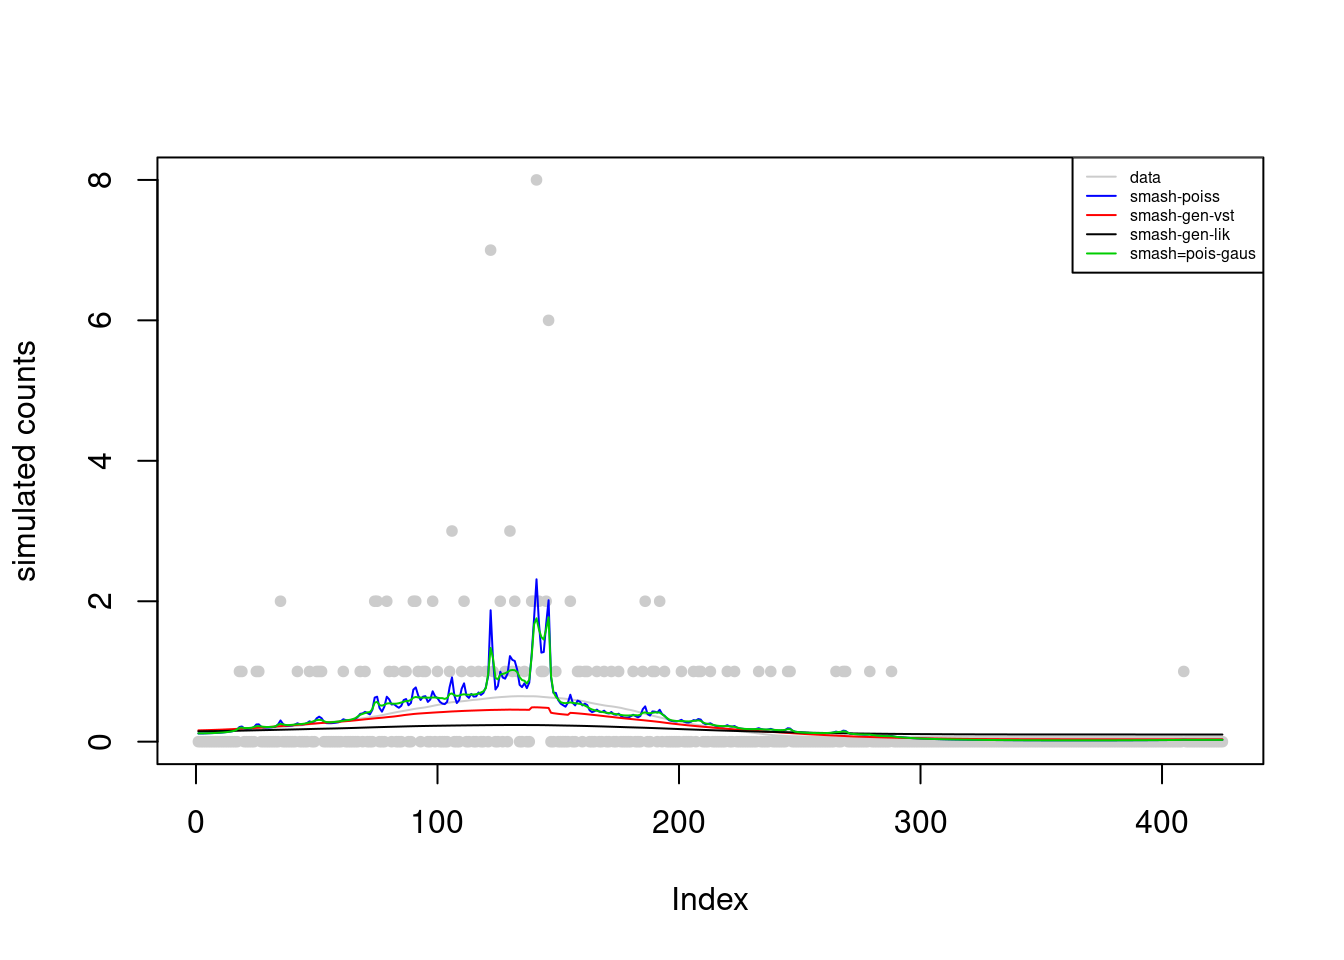 data
smash-poiss
smash-gen-vst
smash-gen-lik
smash=pois-gaus
8
6
4
2
0
simulated counts
0 100 200 300 400
Index